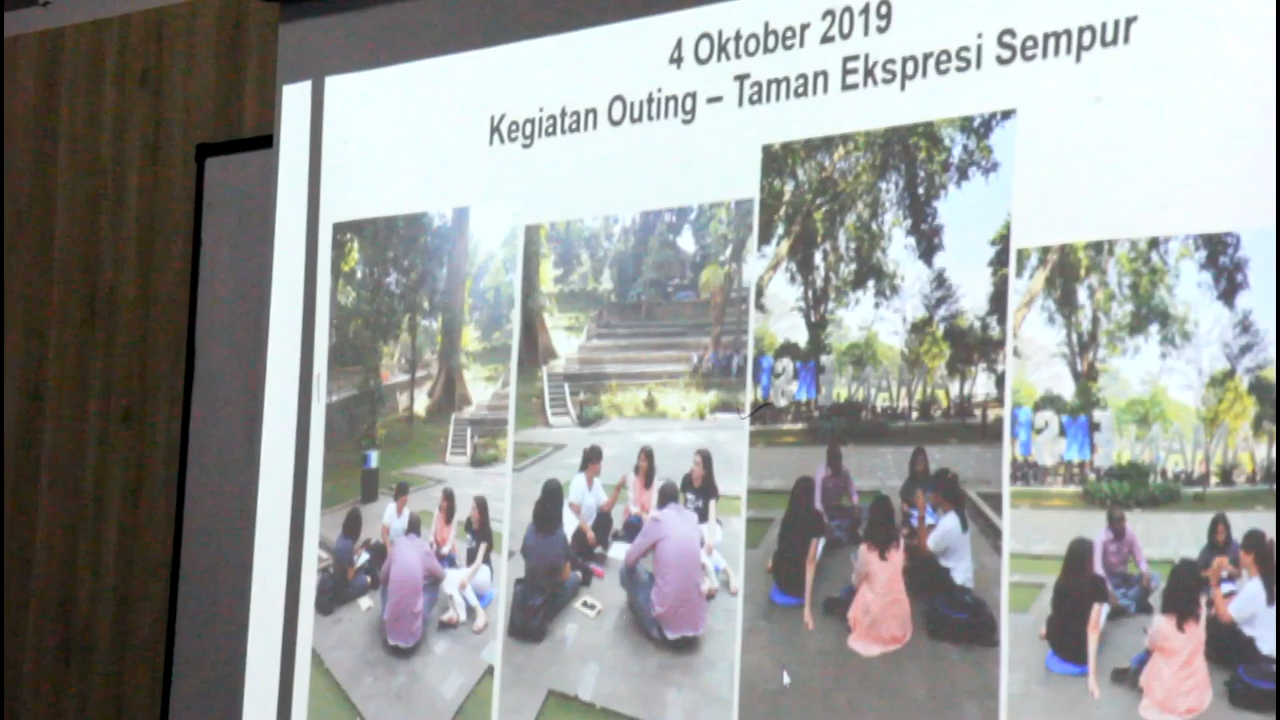 4 Oktober 2019
Kegiatan Outing – Taman Ekspresi Sempur